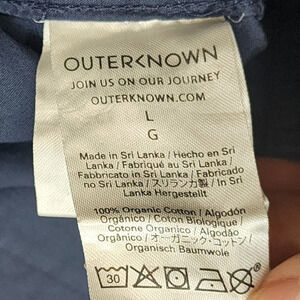 OUTERKNOWN
JOIN US ON OUR JOURNEY
OUTERKNOWN.COM
L
G
Made in Sri Lanka / Hecho en Sri
Lanka / Fabriqué au Sri Lanka /
Fabbricato in Sri Lanka / Fabricado
no Sri Lanka / スリランカ製 / In Sri
Lanka Hergestellt
100% Organic Cotton / Algodón
Orgánico / Coton Biologique /
Cotone Organico / Algodão
Orgânico / オーガニック・コットン /
Organisch Baumwole
30